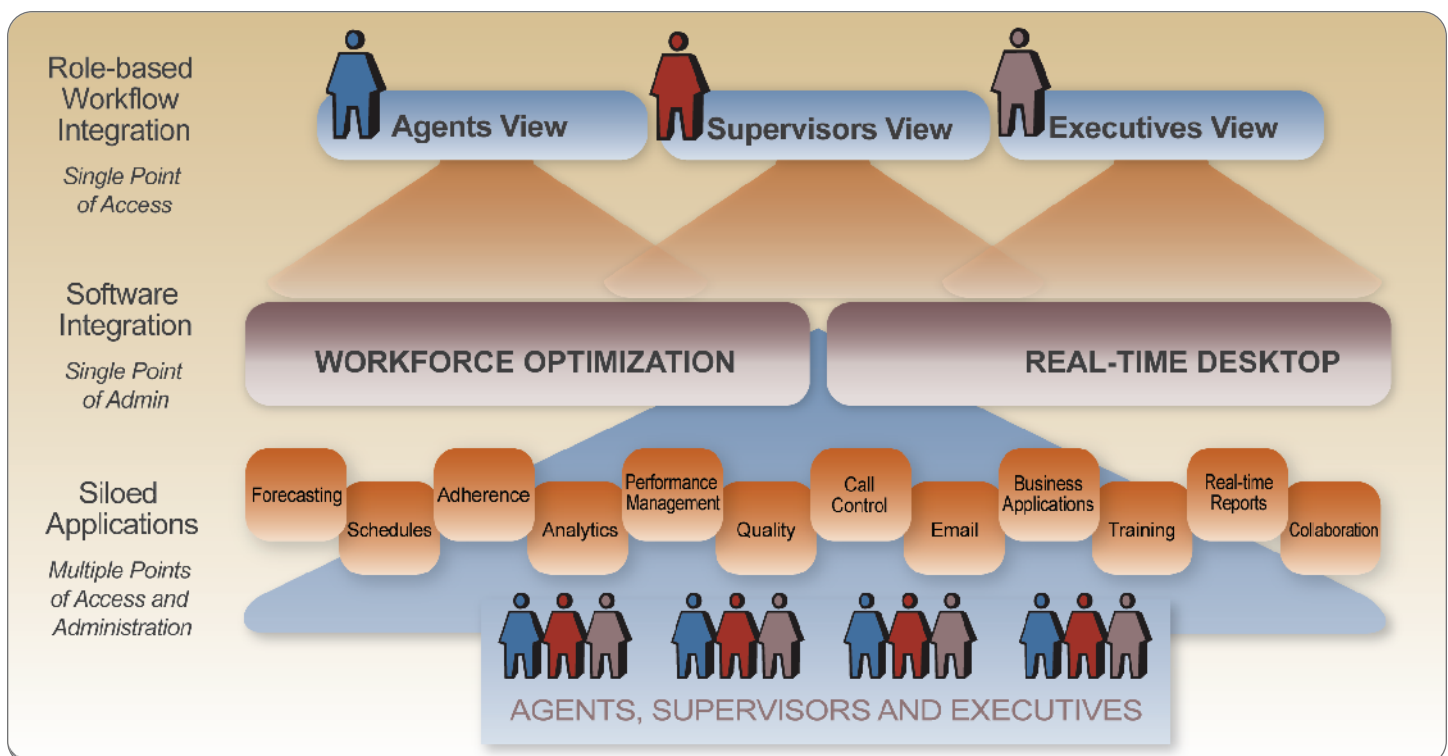 Role-based
Workflow
Integration
Single Point
of Access
Agents View
Supervisors View
Executives View
Software
Integration
Single Point
of Admin
WORKFORCE OPTIMIZATION
REAL-TIME DESKTOP
Siloed
Applications
Multiple Points
of Access and
Administration
Forecasting
Schedules
Adherence
Analytics
Performance
Management
Quality
Call
Control
Email
Business
Applications
Training
Real-time
Reports
Collaboration
AGENTS, SUPERVISORS AND EXECUTIVES